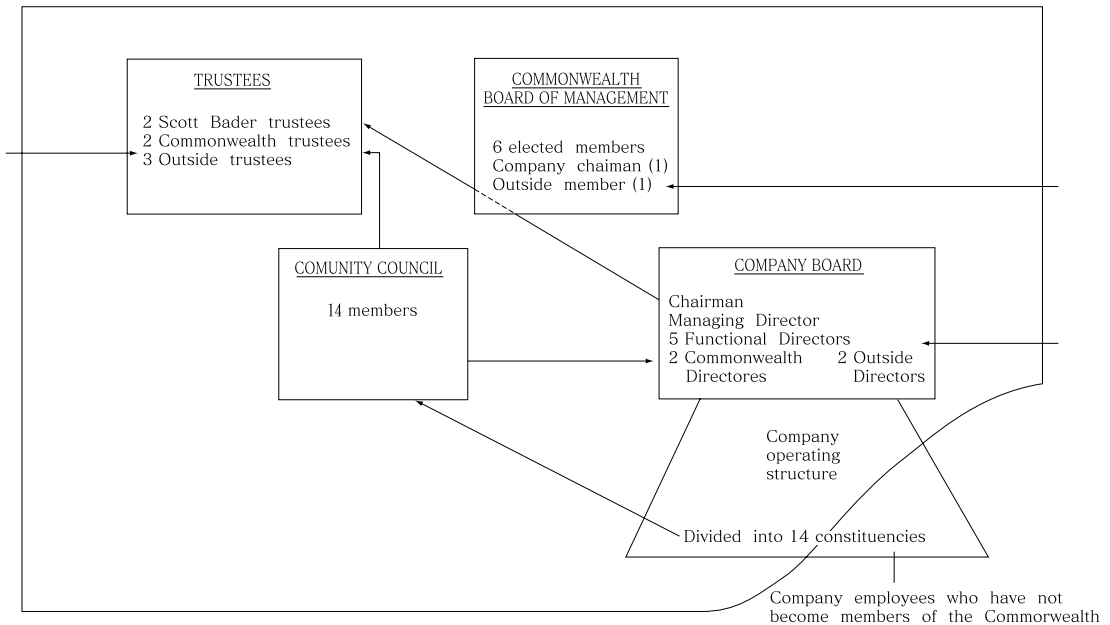 TRUSTEES
2 Scott Bader trustees
2 Commonwealth trustees
3 Outside trustees
COMMONWEALTH
BOARD OF MANAGEMENT
6 elected members
Company chaiman (1)
Outside member (1)
COMUNITY COUNCIL
14 members
COMPANY BOARD
Chairman
Managing Director
5 Functional Directors
2 Commonwealth 2 Outside
Directores Directors
Company
operating
structure
Divided into 14 constituencies
Company employees who have not
become members of the Commorwealth